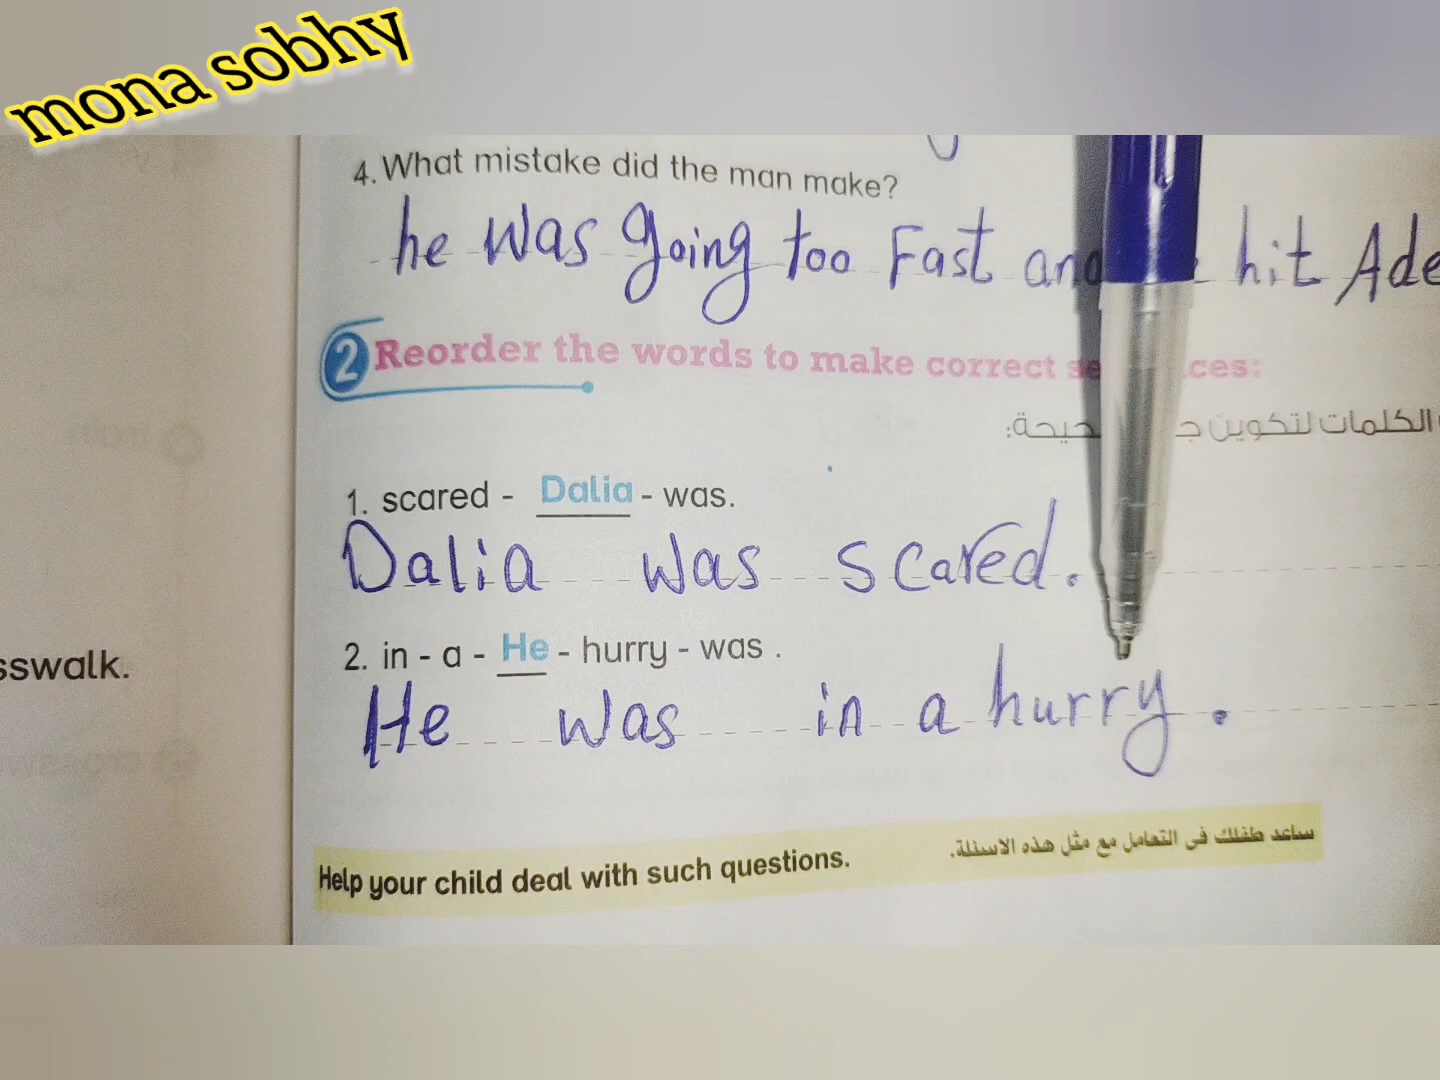 mona sobhy
4. What mistake did the man make?
he was going too Fast and hit Ade
2 Reorder the words to make correct
الكلمات لتكوين
1. scared - Dalia - was.
Dalia was scared.
2. in - a - He - hurry - was .
sswalk.
He was in a hurry.
Help your child deal with such questions.
ساعد طفلك فى التعامل مع مثل هذه الاسئلة.